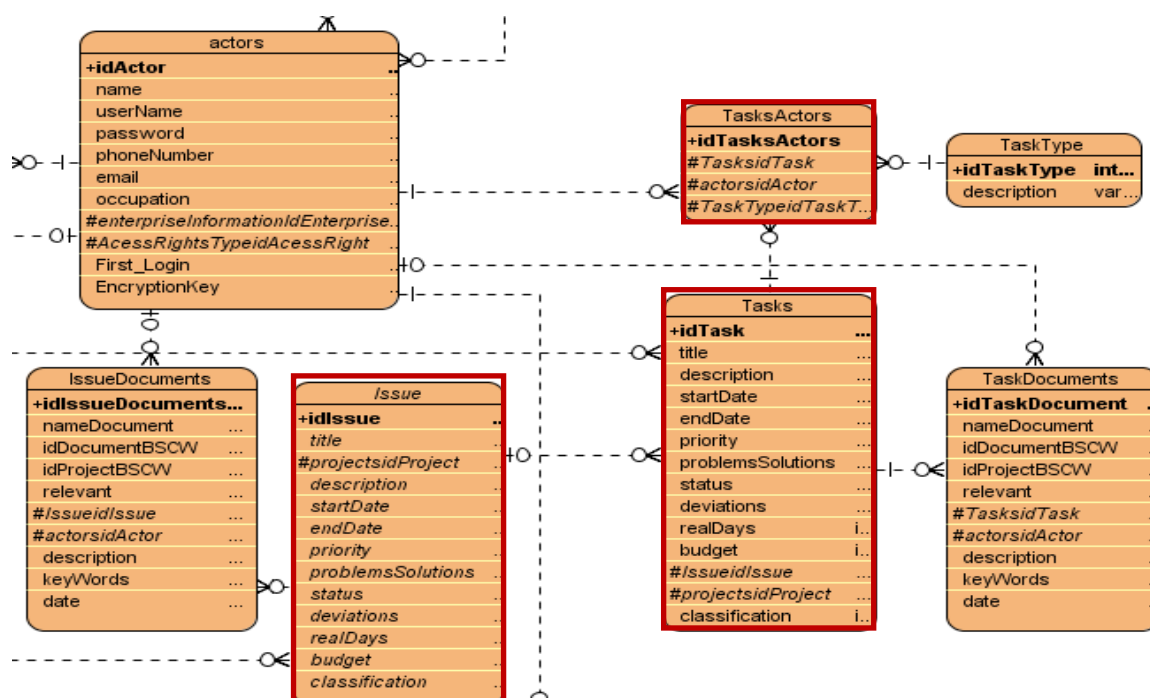 actors
+idActor ..
name ..
userName ..
password ..
phoneNumber ..
email ..
occupation ..
#enterpriseInformationIdEnterprise..
#AcessRightsTypeidAcessRight ..
First_Login ..
EncryptionKey ..
TasksActors
+idTasksActors
#TasksidTask
#actorsidActor
#TaskTypeidTaskT...
TaskType
+idTaskType int...
description var...
IssueDocuments
+idIssueDocuments...
nameDocument ...
idDocumentBSCW ...
idProjectBSCW ...
relevant ...
#IssueidIssue ...
#actorsidActor ...
description ...
keyWords ...
date ...
Issue
+idIssue ..
title ..
#projectsidProject ..
description ..
startDate ..
endDate ..
priority ..
problemsSolutions ..
status ..
deviations ..
realDays ..
budget ..
classification ..
Tasks
+idTask ...
title ...
description ...
startDate ...
endDate ...
priority ...
problemsSolutions ...
status ...
deviations ...
realDays i..
budget i..
#IssueidIssue ...
#projectsidProject ...
classification i..
TaskDocuments
+idTaskDocument .
nameDocument .
idDocumentBSCW .
idProjectBSCW .
relevant .
#TasksidTask .
#actorsidActor .
description .
keyWords .
date .